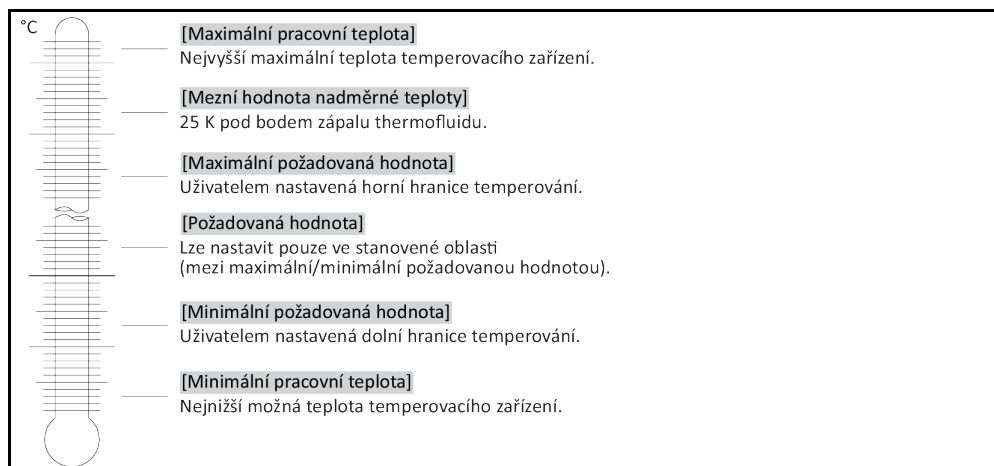 °C
[Maximální pracovní teplota]
Nejvyšší maximální teplota temperovacího zařízení.
[Mezní hodnota nadměrné teploty]
25 K pod bodem zápalu thermofluidu.
[Maximální požadovaná hodnota]
Uživatelem nastavená horní hranice temperování.
[Požadovaná hodnota]
Lze nastavit pouze ve stanovené oblasti
(mezi maximální/minimální požadovanou hodnotou).
[Minimální požadovaná hodnota]
Uživatelem nastavená dolní hranice temperování.
[Minimální pracovní teplota]
Nejnižší možná teplota temperovacího zařízení.